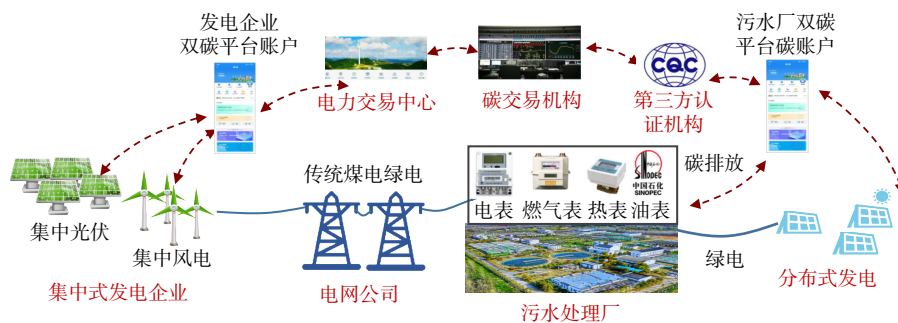 发电企业
双碳平台账户
污水厂双碳
平台碳账户
电力交易中心
碳交易机构
CQC
第三方认
证机构
传统煤电绿电
碳排放
中国石化
SINOPEC
电表 燃气表 热表 油表
集中光伏
集中风电
绿电
集中式发电企业
电网公司
污水处理厂
分布式发电